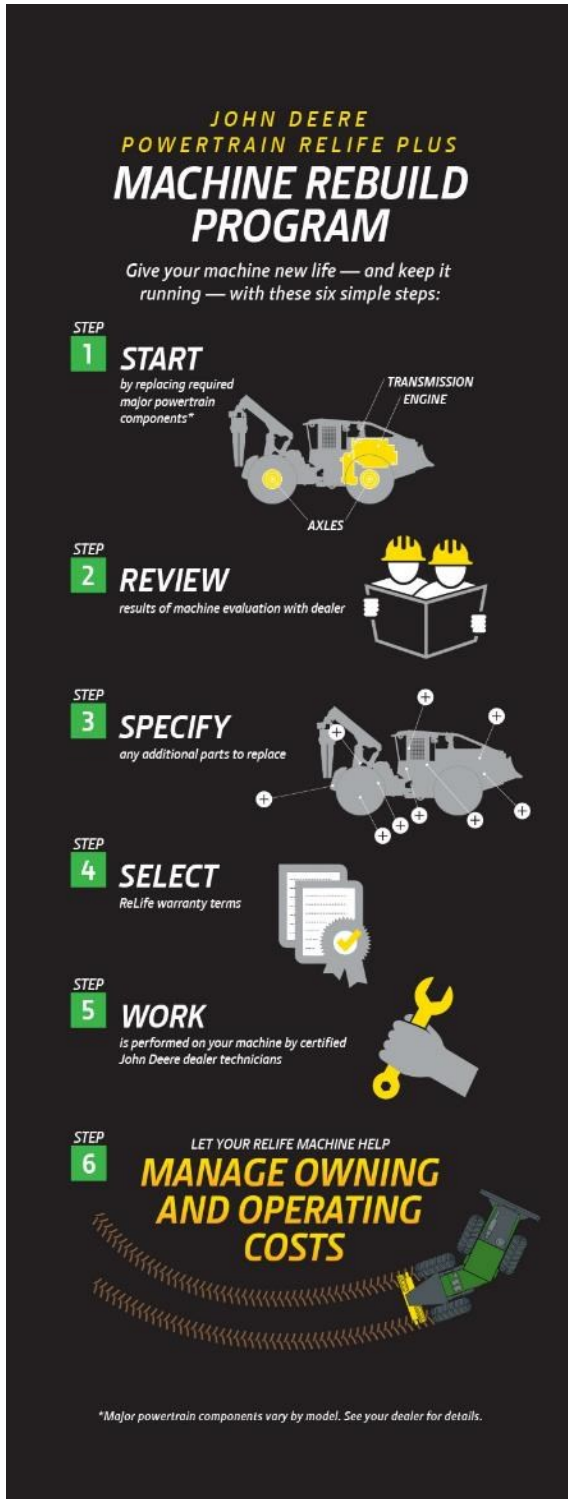 JOHN DEERE
POWERTRAIN RELIFE PLUS
MACHINE REBUILD
PROGRAM
Give your machine new life — and keep it
running — with these six simple steps:
STEP
1
START
by replacing required
major powertrain
components*
TRANSMISSION
ENGINE
AXLES
STEP
2
REVIEW
results of machine evaluation with dealer
STEP
3
SPECIFY
any additional parts to replace
STEP
4
SELECT
ReLife warranty terms
STEP
5
WORK
is performed on your machine by certified
John Deere dealer technicians
STEP
6
LET YOUR RELIFE MACHINE HELP
MANAGE OWNING
AND OPERATING
COSTS
*Major powertrain components vary by model. See your dealer for details.